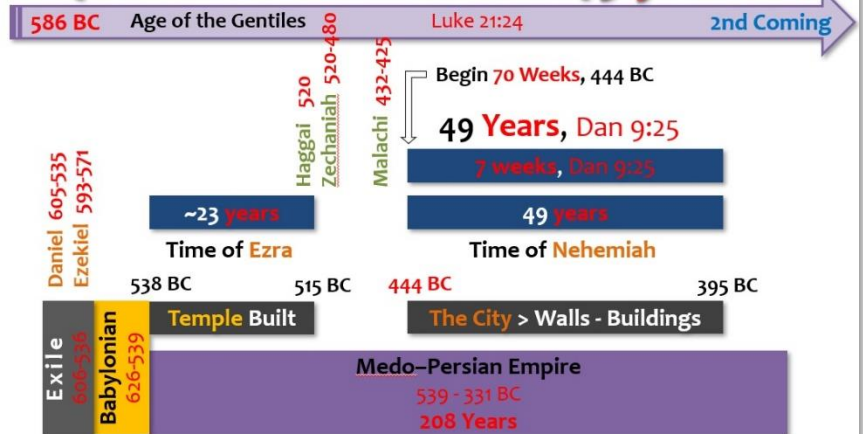 586 BC Age of the Gentiles Luke 21:24 2nd Coming
Begin 70 Weeks, 444 BC
49 Years, Dan 9:25
7 weeks, Dan 9:25
Haggai 520
Zechaniah 520-480
Malachi 432-425
Daniel 605-535
Ezekiel 593-571
~23 years
49 years
Time of Ezra
Time of Nehemiah
538 BC 515 BC 444 BC 395 BC
Temple Built
The City > Walls - Buildings
Exile
606-536
Babylonian
626-539
Medo–Persian Empire
539 - 331 BC
208 Years